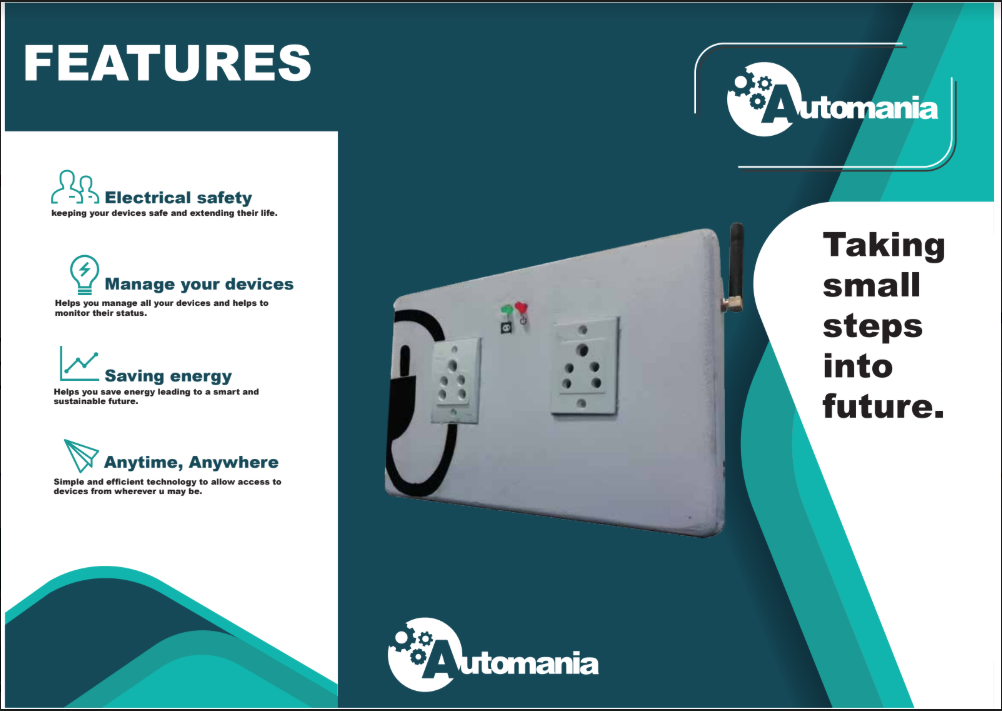 FEATURES
Electrical safety
keeping your devices safe and extending their life.
Manage your devices
Helps you manage all your devices and helps to
monitor their status.
Saving energy
Helps you save energy leading to a smart and
sustainable future.
Anytime, Anywhere
Simple and efficient technology to allow access to
devices from wherever u may be.
Automania
Automania
Taking
small
steps
into
future.